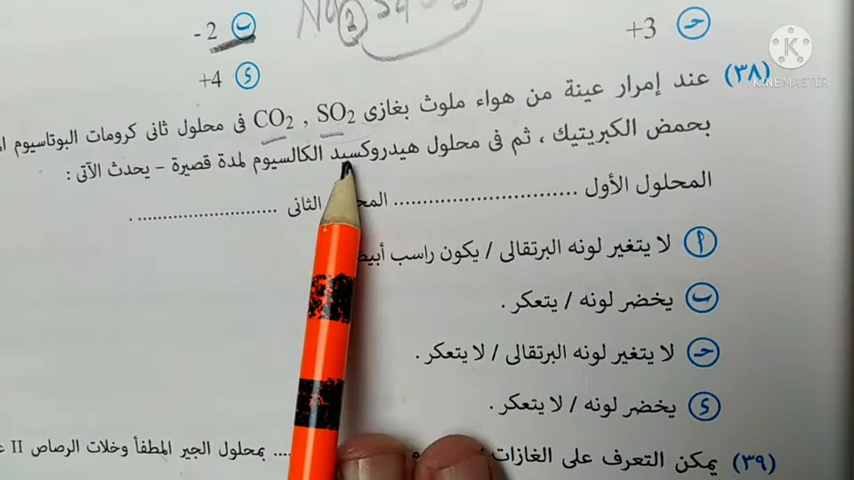 +3 ⓗ
- 2 ⓑ
+4 ⓓ
KINEMASTER
(٣٨) عند إمرار عينة من هواء ملوث بغازى SO2 , CO2 فى محلول ثانى كرومات البوتاسيوم
بحمض الكبريتيك ، ثم فى محلول هيدروكسيد الكالسيوم لمدة قصيرة – يحدث الآتى :
المحلول الأول .............................. الثانى ........................ .
أ لا يتغير لونه البرتقالى / يكون راسب
ب يخضر لونه / يتعكر .
حـ لا يتغير لونه البرتقالى / لا يتعكر .
ء يخضر لونه / لا يتعكر .
(٣٩) يمكن التعرف على الغازات .... بمحلول الجير المطفأ وخلات الرصاص II